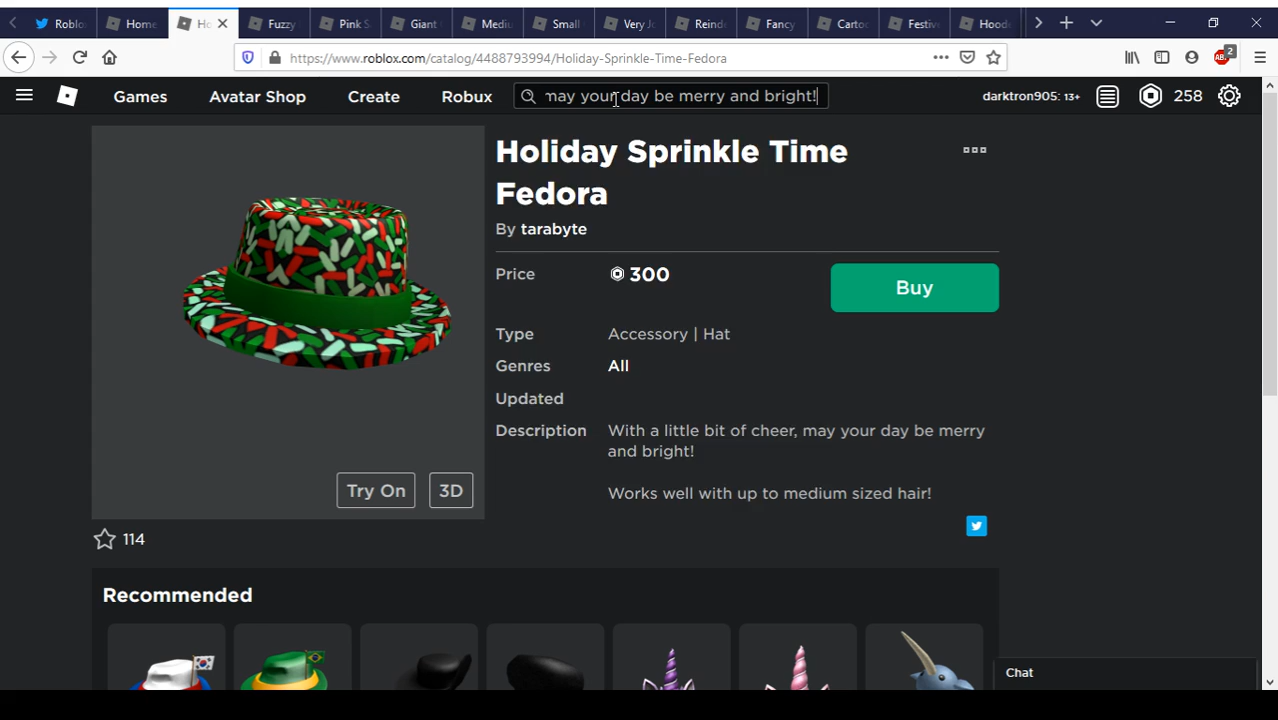 Roblo Home Ho Fuzzy Pink S Giant Mediu Small Very Jo Reind Fancy Carto Festiv Hoode
https://www.roblox.com/catalog/4488793994/Holiday-Sprinkle-Time-Fedora
ABP 2
Games Avatar Shop Create Robux may your day be merry and bright! darktron905: 13+ 258
Holiday Sprinkle Time
Fedora
By tarabyte
Price 300 Buy
Type Accessory | Hat
Genres All
Updated
Description With a little bit of cheer, may your day be merry
and bright!
Works well with up to medium sized hair!
Try On 3D
114
Recommended
Chat